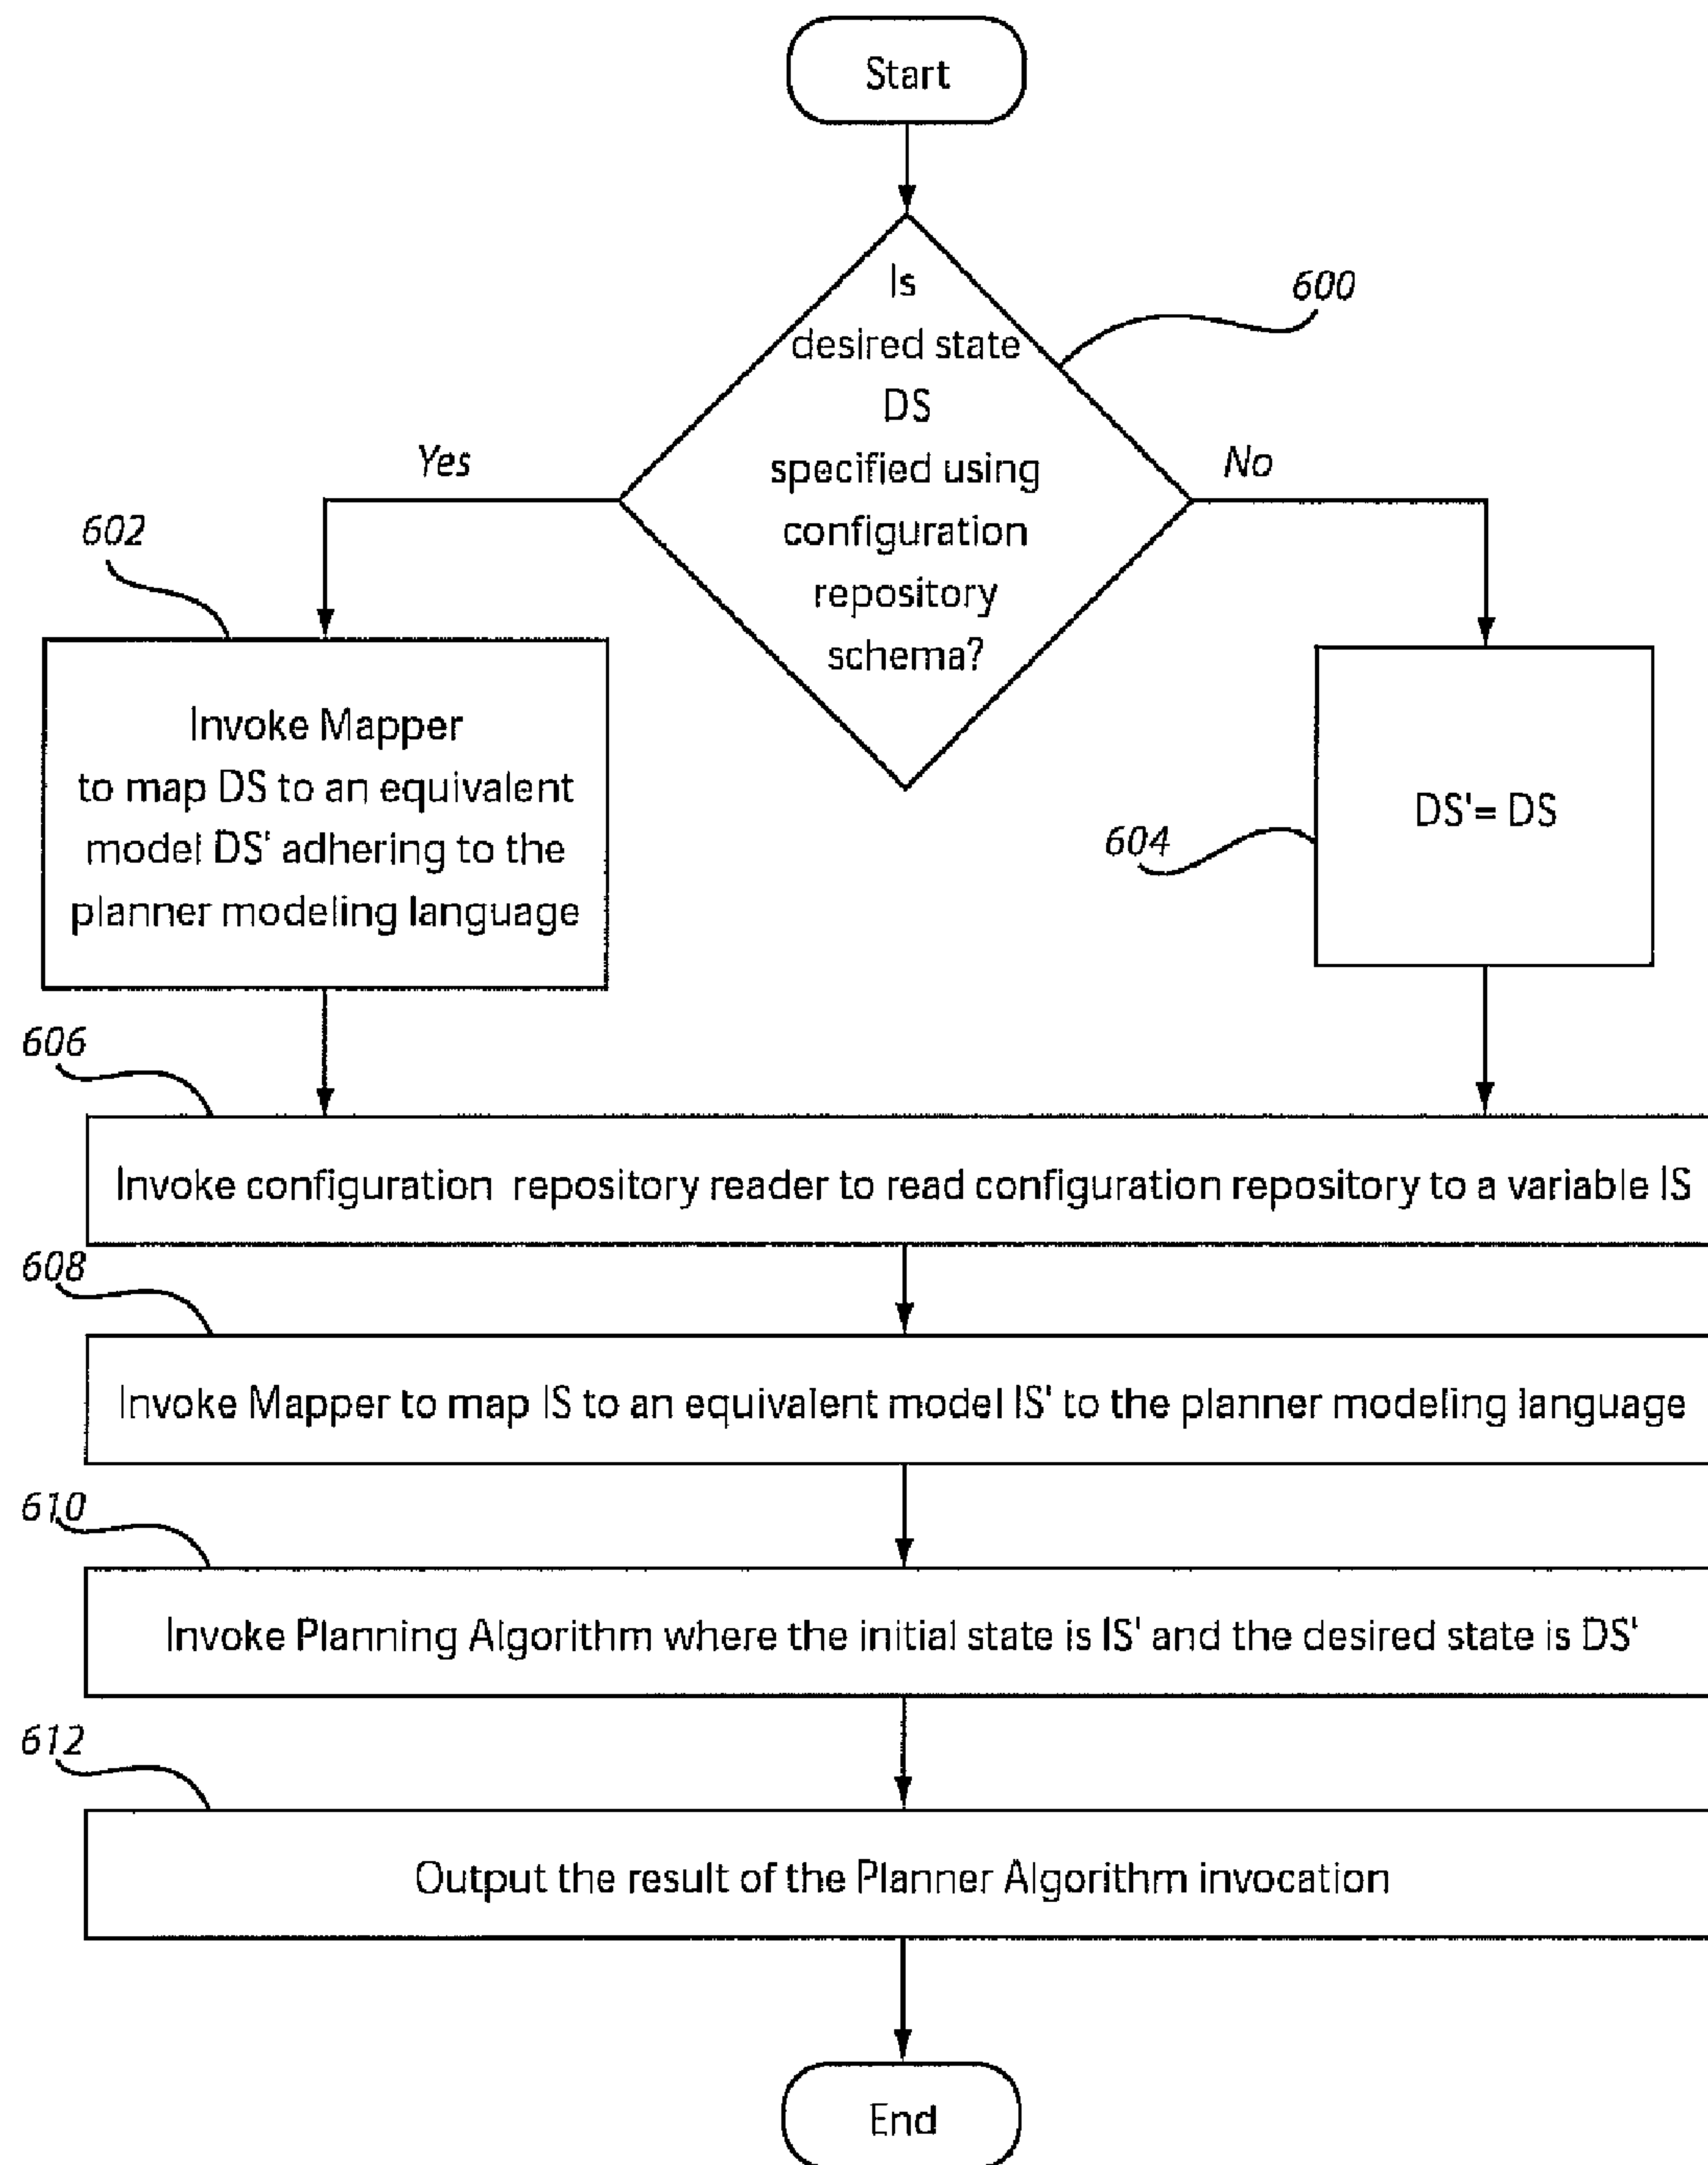 Start
Is
desired state
DS
specified using
configuration
repository
schema?
600
Yes
No
602
Invoke Mapper
to map DS to an equivalent
model DS' adhering to the
planner modeling language
604
DS'= DS
606
Invoke configuration repository reader to read configuration repository to a variable IS
608
Invoke Mapper to map IS to an equivalent model IS' to the planner modeling language
610
Invoke Planning Algorithm where the initial state is IS' and the desired state is DS'
612
Output the result of the Planner Algorithm invocation
End